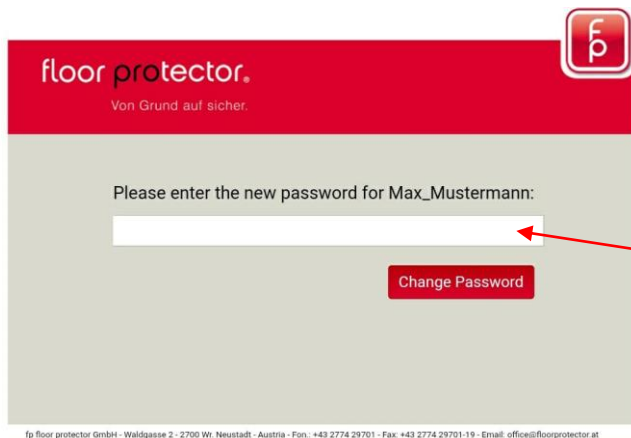 fp
floor protector®
Von Grund auf sicher.
Please enter the new password for Max_Mustermann:
Change Password
fp floor protector GmbH - Waldgasse 2 - 2700 Wr. Neustadt - Austria - Fon.: +43 2774 29701 - Fax: +43 2774 29701-19 - Email: office@floorprotector.at